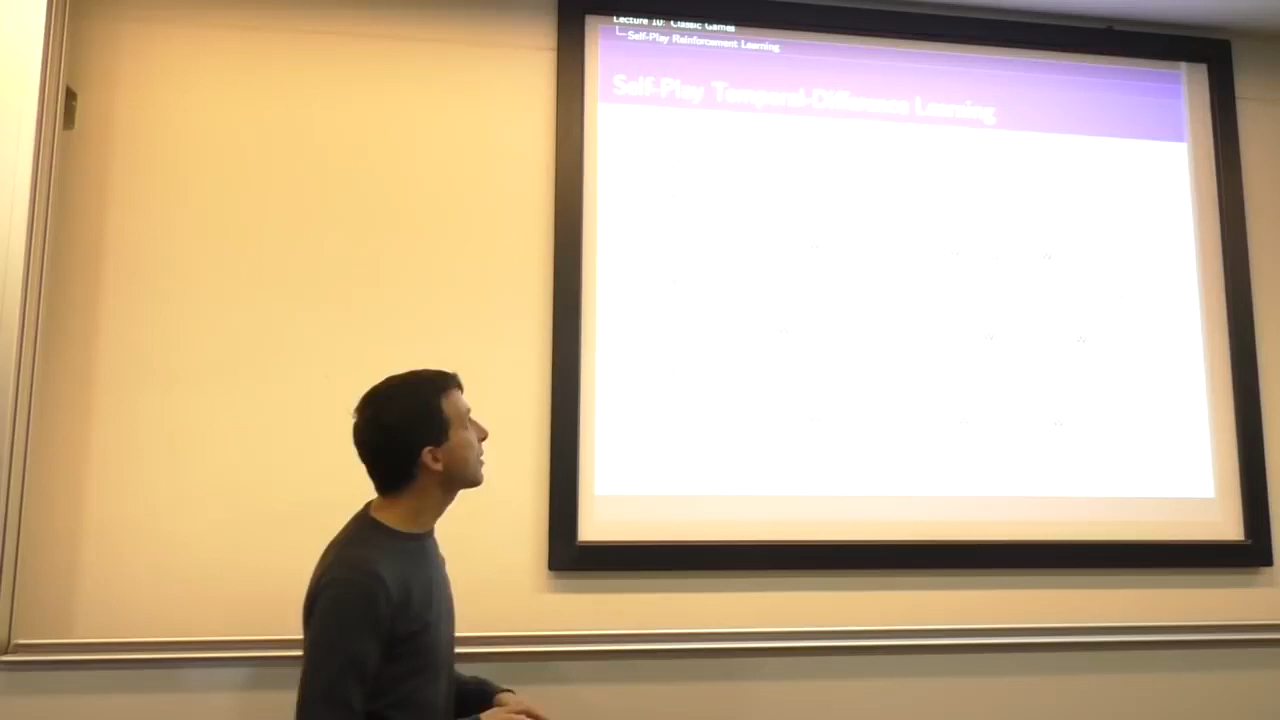 Lecture 10: Classic Games
Self-Play Reinforcement Learning
Self-Play Temporal-Difference Learning